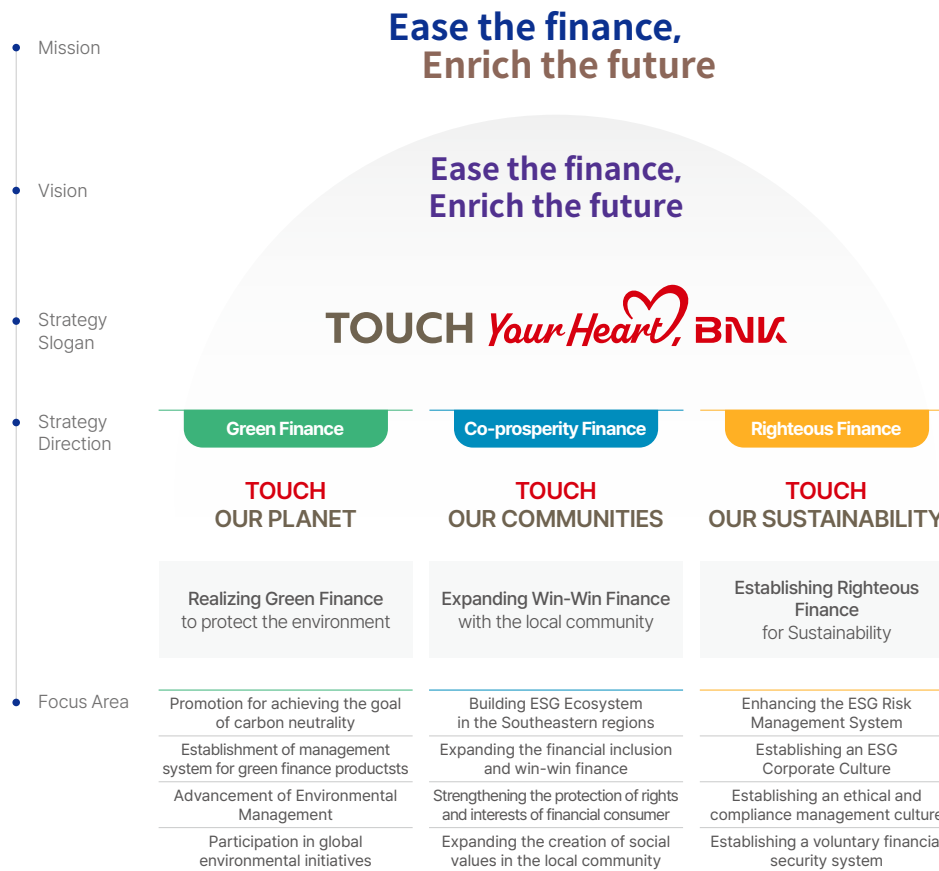 Mission
Ease the finance,
Enrich the future
Vision
Ease the finance,
Enrich the future
Strategy
Slogan
TOUCH Your Heart, BNK
Strategy
Direction
Green Finance
TOUCH
OUR PLANET
Realizing Green Finance
to protect the environment
Co-prosperity Finance
TOUCH
OUR COMMUNITIES
Expanding Win-Win Finance
with the local community
Righteous Finance
TOUCH
OUR SUSTAINABILITY
Establishing Righteous
Finance
for Sustainability
Focus Area
Promotion for achieving the goal
of carbon neutrality
Establishment of management
system for green finance productsts
Advancement of Environmental
Management
Participation in global
environmental initiatives
Building ESG Ecosystem
in the Southeastern regions
Expanding the financial inclusion
and win-win finance
Strengthening the protection of rights
and interests of financial consumer
Expanding the creation of social
values in the local community
Enhancing the ESG Risk
Management System
Establishing an ESG
Corporate Culture
Establishing an ethical and
compliance management culture
Establishing a voluntary financial
security system